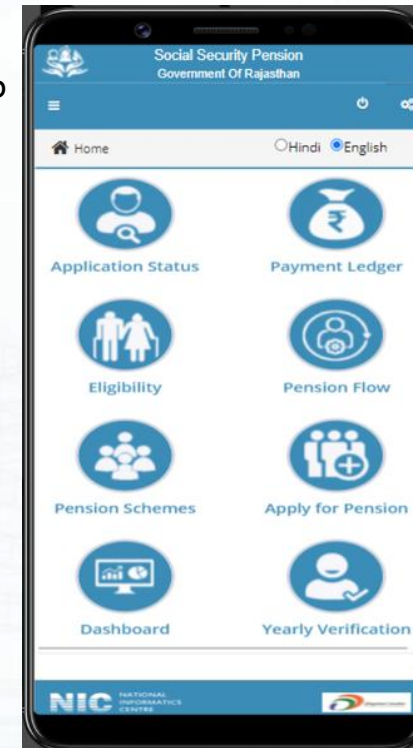 Social Security Pension
Government Of Rajasthan
Home
Hindi English
Application Status
Payment Ledger
Eligibility
Pension Flow
Pension Schemes
Apply for Pension
Dashboard
Yearly Verification
NIC NATIONAL
INFORMATICS
CENTRE